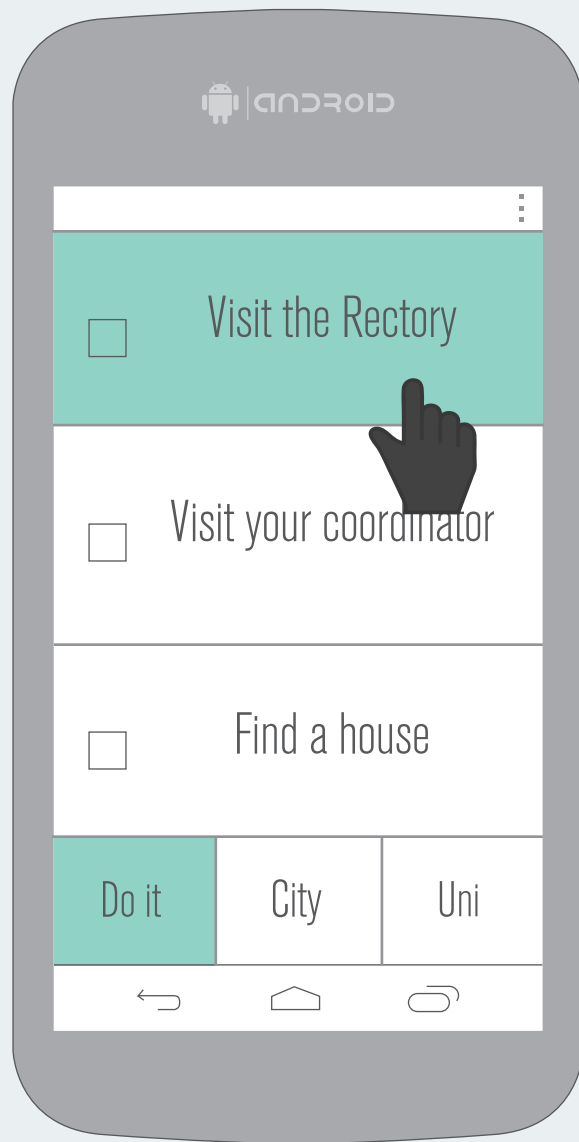 android
Visit the Rectory
Visit your coordinator
Find a house
Do it
City
Uni